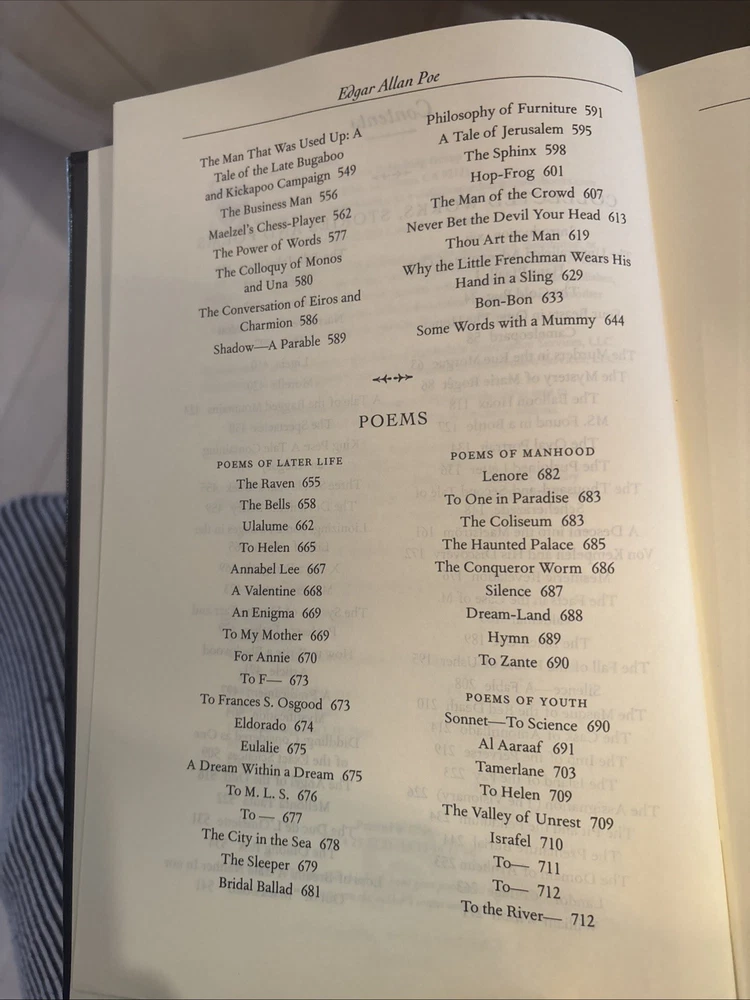 Edgar Allan Poe
The Man That Was Used Up: A
Tale of the Late Bugaboo
and Kickapoo Campaign 549
The Business Man 556
Maelzel's Chess-Player 562
The Power of Words 577
The Colloquy of Monos
and Una 580
The Conversation of Eiros and
Charmion 586
Shadow—A Parable 589
Philosophy of Furniture 591
A Tale of Jerusalem 595
The Sphinx 598
Hop-Frog 601
The Man of the Crowd 607
Never Bet the Devil Your Head 613
Thou Art the Man 619
Why the Little Frenchman Wears His
Hand in a Sling 629
Bon-Bon 633
Some Words with a Mummy 644
POEMS
POEMS OF LATER LIFE
The Raven 655
The Bells 658
Ulalume 662
To Helen 665
Annabel Lee 667
A Valentine 668
An Enigma 669
To My Mother 669
For Annie 670
To F— 673
To Frances S. Osgood 673
Eldorado 674
Eulalie 675
A Dream Within a Dream 675
To M. L. S. 676
To — 677
The City in the Sea 678
The Sleeper 679
Bridal Ballad 681
POEMS OF MANHOOD
Lenore 682
To One in Paradise 683
The Coliseum 683
The Haunted Palace 685
The Conqueror Worm 686
Silence 687
Dream-Land 688
Hymn 689
To Zante 690
POEMS OF YOUTH
Sonnet—To Science 690
Al Aaraaf 691
Tamerlane 703
To Helen 709
The Valley of Unrest 709
Israfel 710
To— 711
To— 712
To the River— 712